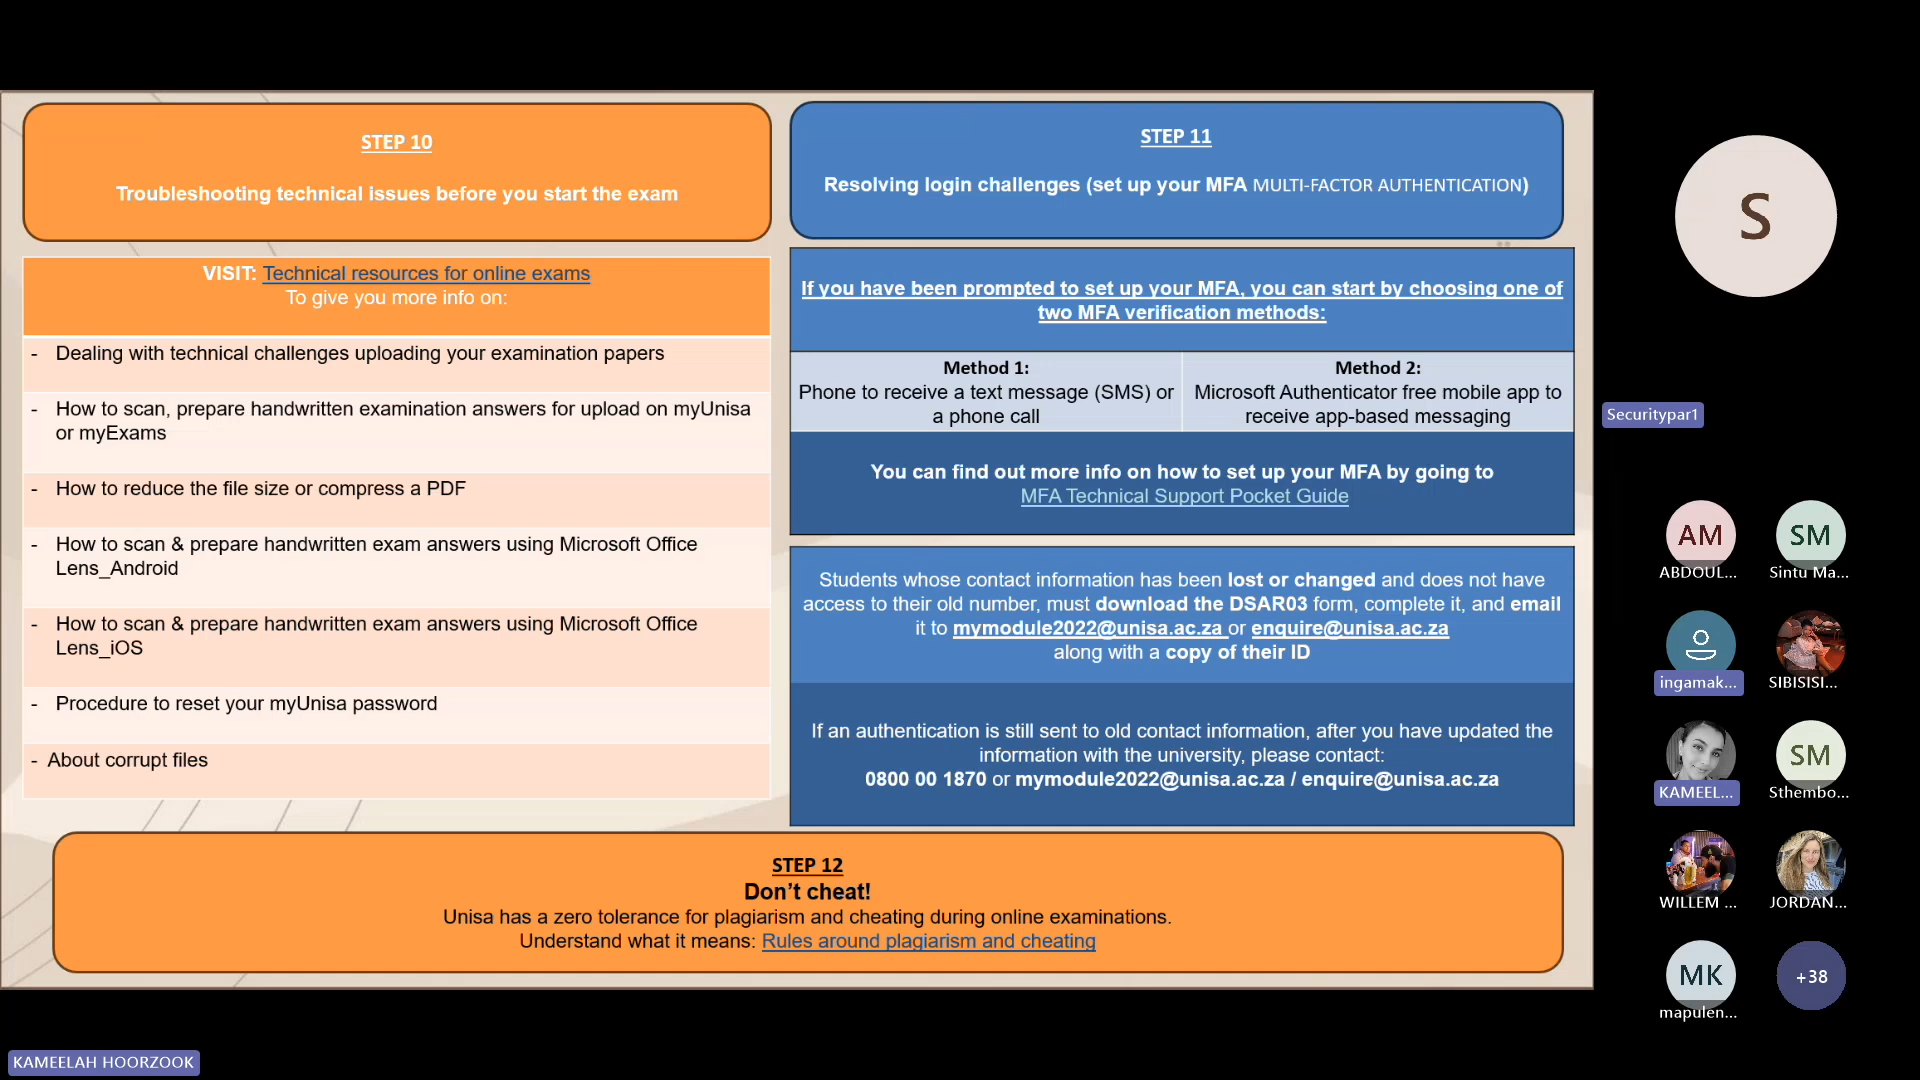 STEP 10
Troubleshooting technical issues before you start the exam
VISIT: Technical resources for online exams
To give you more info on:
- Dealing with technical challenges uploading your examination papers
- How to scan, prepare handwritten examination answers for upload on myUnisa
or myExams
- How to reduce the file size or compress a PDF
- How to scan & prepare handwritten exam answers using Microsoft Office
Lens_Android
- How to scan & prepare handwritten exam answers using Microsoft Office
Lens_iOS
- Procedure to reset your myUnisa password
- About corrupt files
STEP 11
Resolving login challenges (set up your MFA MULTI-FACTOR AUTHENTICATION)
If you have been prompted to set up your MFA, you can start by choosing one of
two MFA verification methods:
Method 1:
Phone to receive a text message (SMS) or
a phone call
Method 2:
Microsoft Authenticator free mobile app to
receive app-based messaging
You can find out more info on how to set up your MFA by going to
MFA Technical Support Pocket Guide
Students whose contact information has been lost or changed and does not have
access to their old number, must download the DSAR03 form, complete it, and email
it to mymodule2022@unisa.ac.za or enquire@unisa.ac.za
along with a copy of their ID
If an authentication is still sent to old contact information, after you have updated the
information with the university, please contact:
0800 00 1870 or mymodule2022@unisa.ac.za / enquire@unisa.ac.za
STEP 12
Don't cheat!
Unisa has a zero tolerance for plagiarism and cheating during online examinations.
Understand what it means: Rules around plagiarism and cheating
S
Securitypar1
AM
ABDOUL...
SM
Sintu Ma...
ingamak...
SIBISISI...
KAMEEL...
SM
Sthembo...
WILLEM ...
JORDAN...
MK
mapulen...
+38
KAMEELAH HOORZOOK